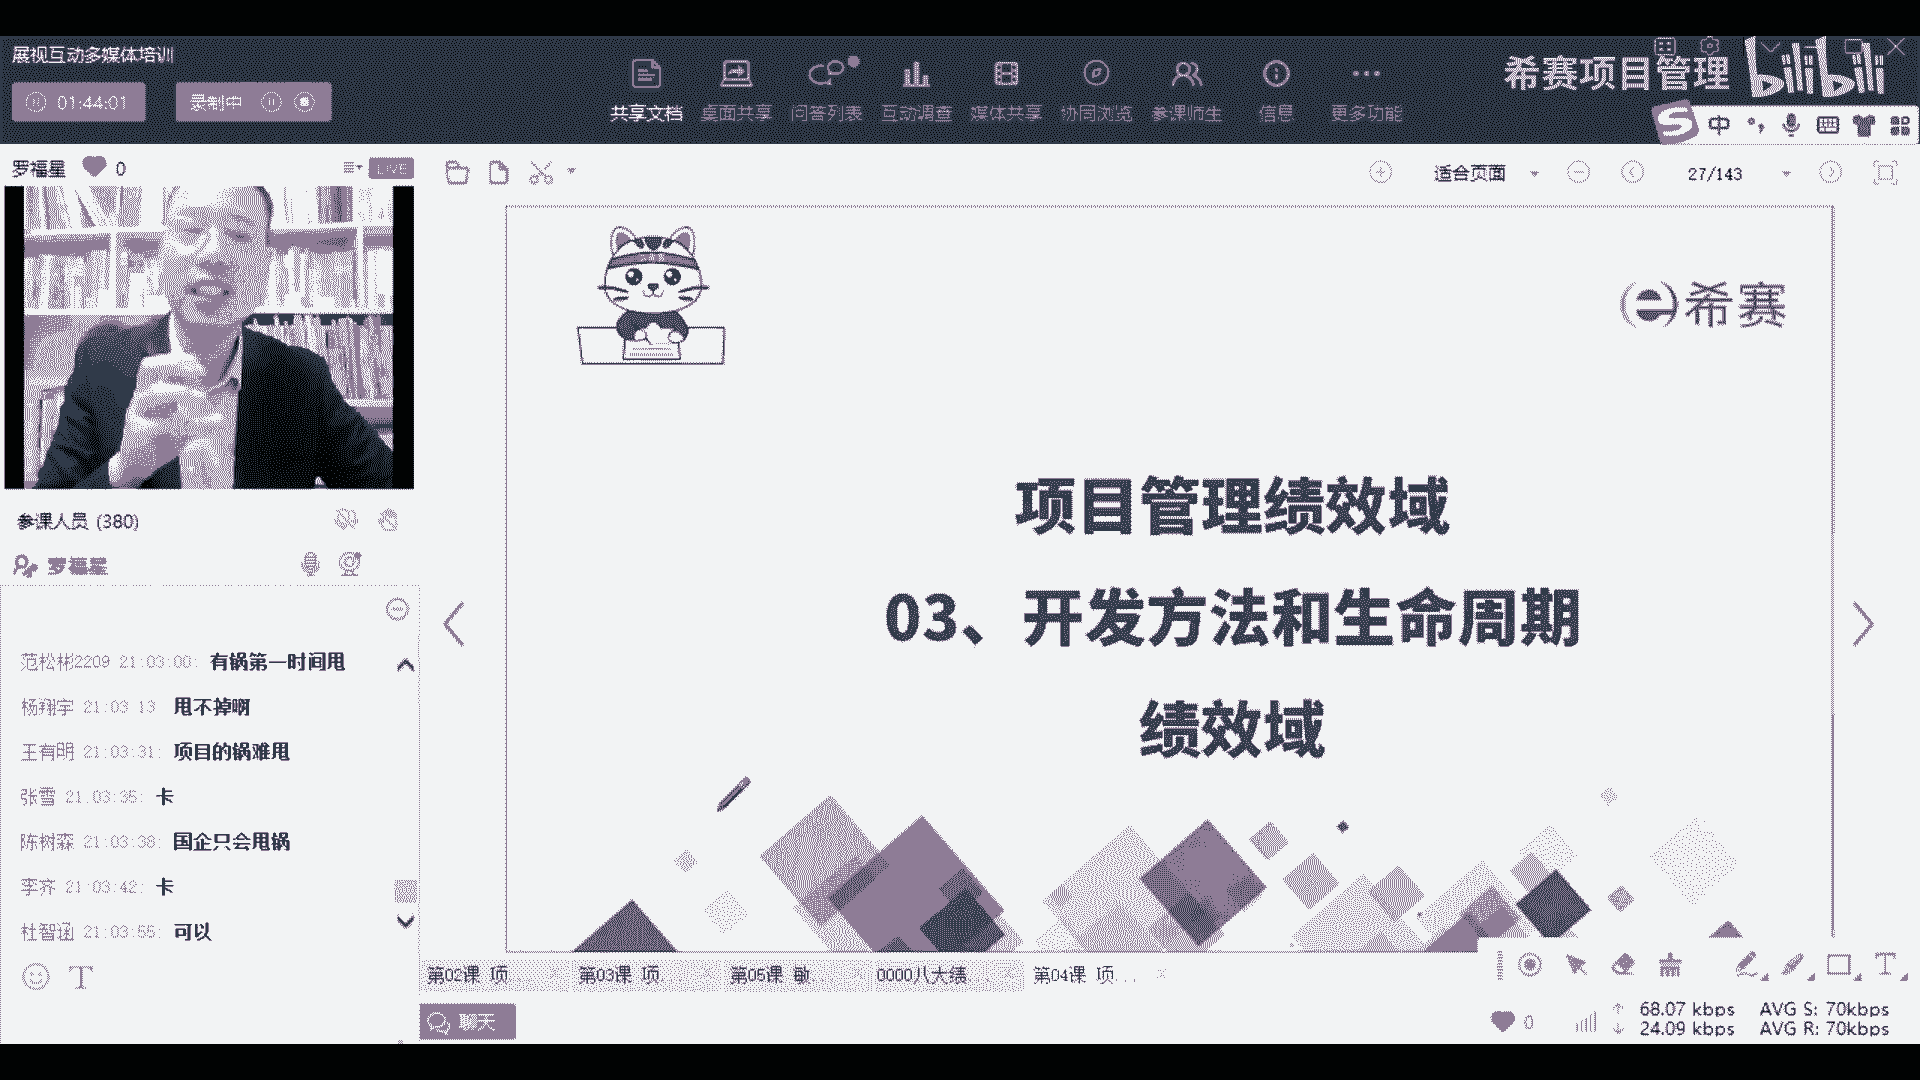 展视互动多媒体培训
01:44:01
录制中
共享文档
桌面共享
问答列表
互动调查
媒体共享
协同浏览
参课师生
信息
更多功能
希赛项目管理
bilibili
中
罗福星
0
LIVE
适合页面
27/143
希赛
项目管理绩效域
03、开发方法和生命周期
绩效域
参课人员 (380)
罗福星
范松彬2209 21:03:00: 有锅第一时间甩
杨翔宇 21:03:13: 甩不掉啊
王有明 21:03:31: 项目的锅难甩
张雪 21:03:35: 卡
陈树森 21:03:38: 国企只会甩锅
李齐 21:03:42: 卡
杜智涵 21:03:55: 可以
第02课 项
第03课 项
第05课 敏...
0000八大绩...
第04课 项...
聊天
0
68.07 kbps AVG S: 70kbps
24.09 kbps AVG R: 70kbps